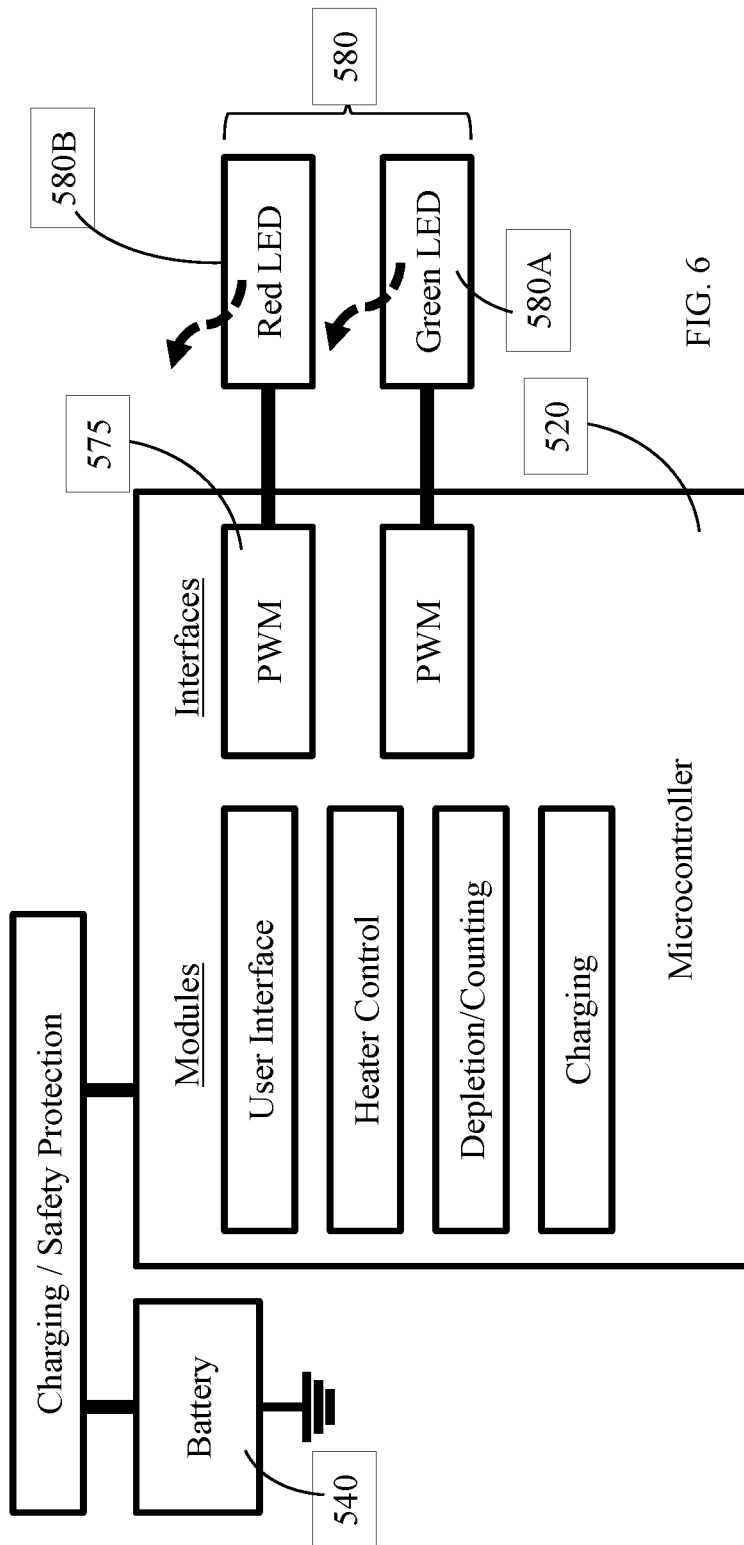 Charging / Safety Protection
Battery
540
Modules
User Interface
Heater Control
Depletion/Counting
Charging
Microcontroller
Interfaces
PWM
PWM
575
520
Red LED
Green LED
580B
580A
580
FIG. 6